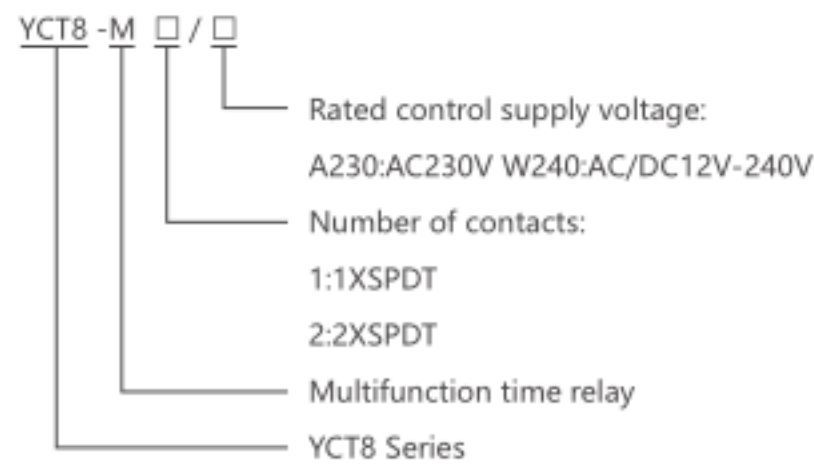 YCT8 -M □ / □
Rated control supply voltage:
A230:AC230V W240:AC/DC12V-240V
Number of contacts:
1:1XSPDT
2:2XSPDT
Multifunction time relay
YCT8 Series